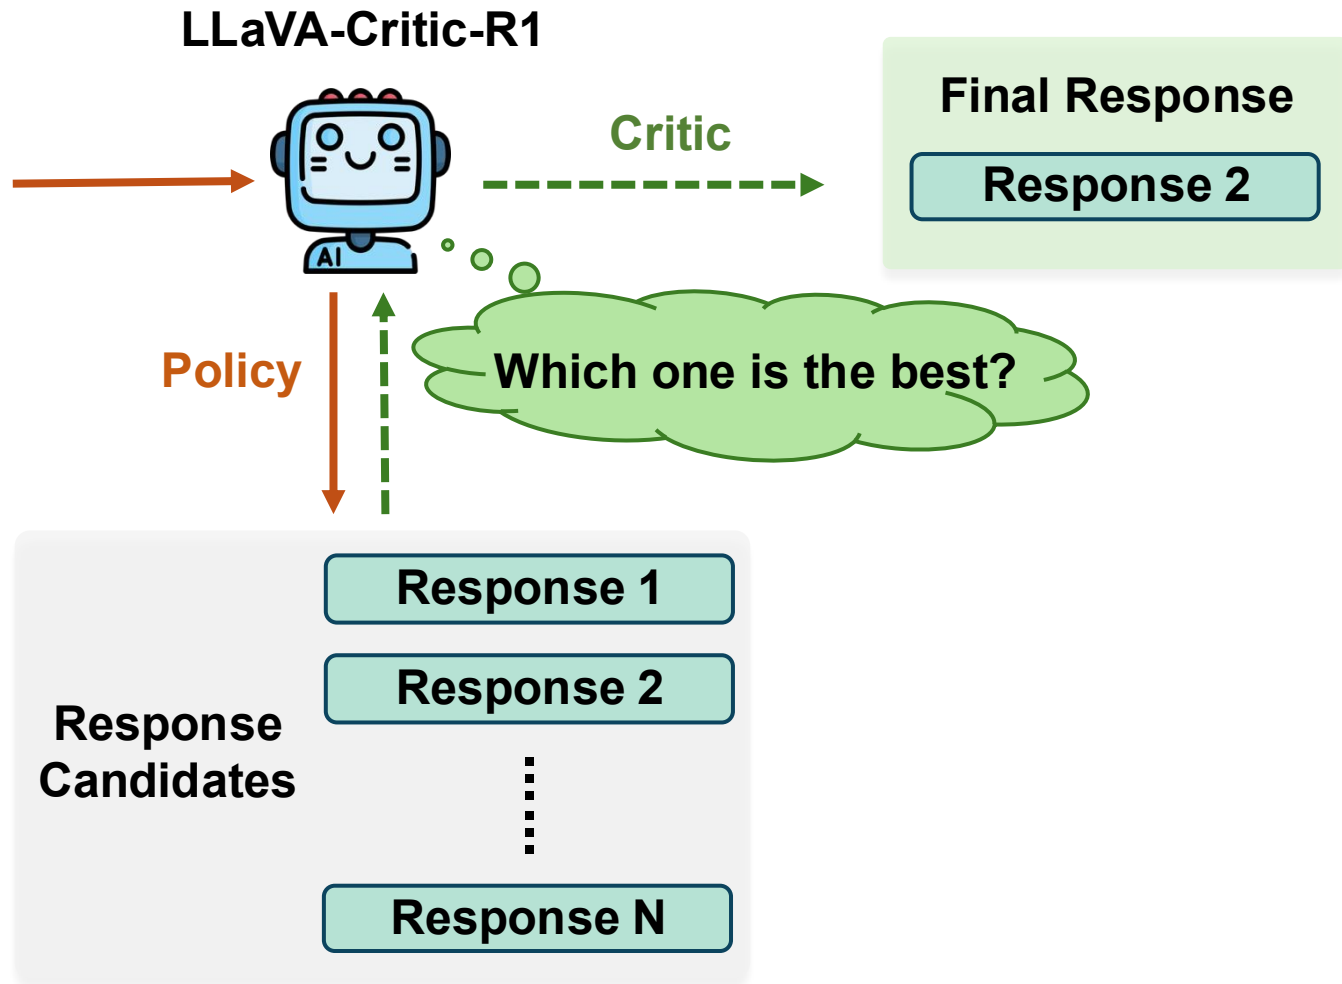 LLaVA-Critic-R1
Critic
Final Response
Response 2
AI
Policy
Which one is the best?
Response
Candidates
Response 1
Response 2
Response N